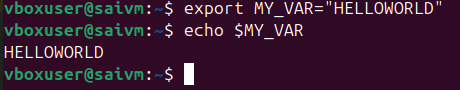 vboxuser@saivm:~$ export MY_VAR="HELLOWORLD"
vboxuser@saivm:~$ echo $MY_VAR
HELLOWORLD
vboxuser@saivm:~$